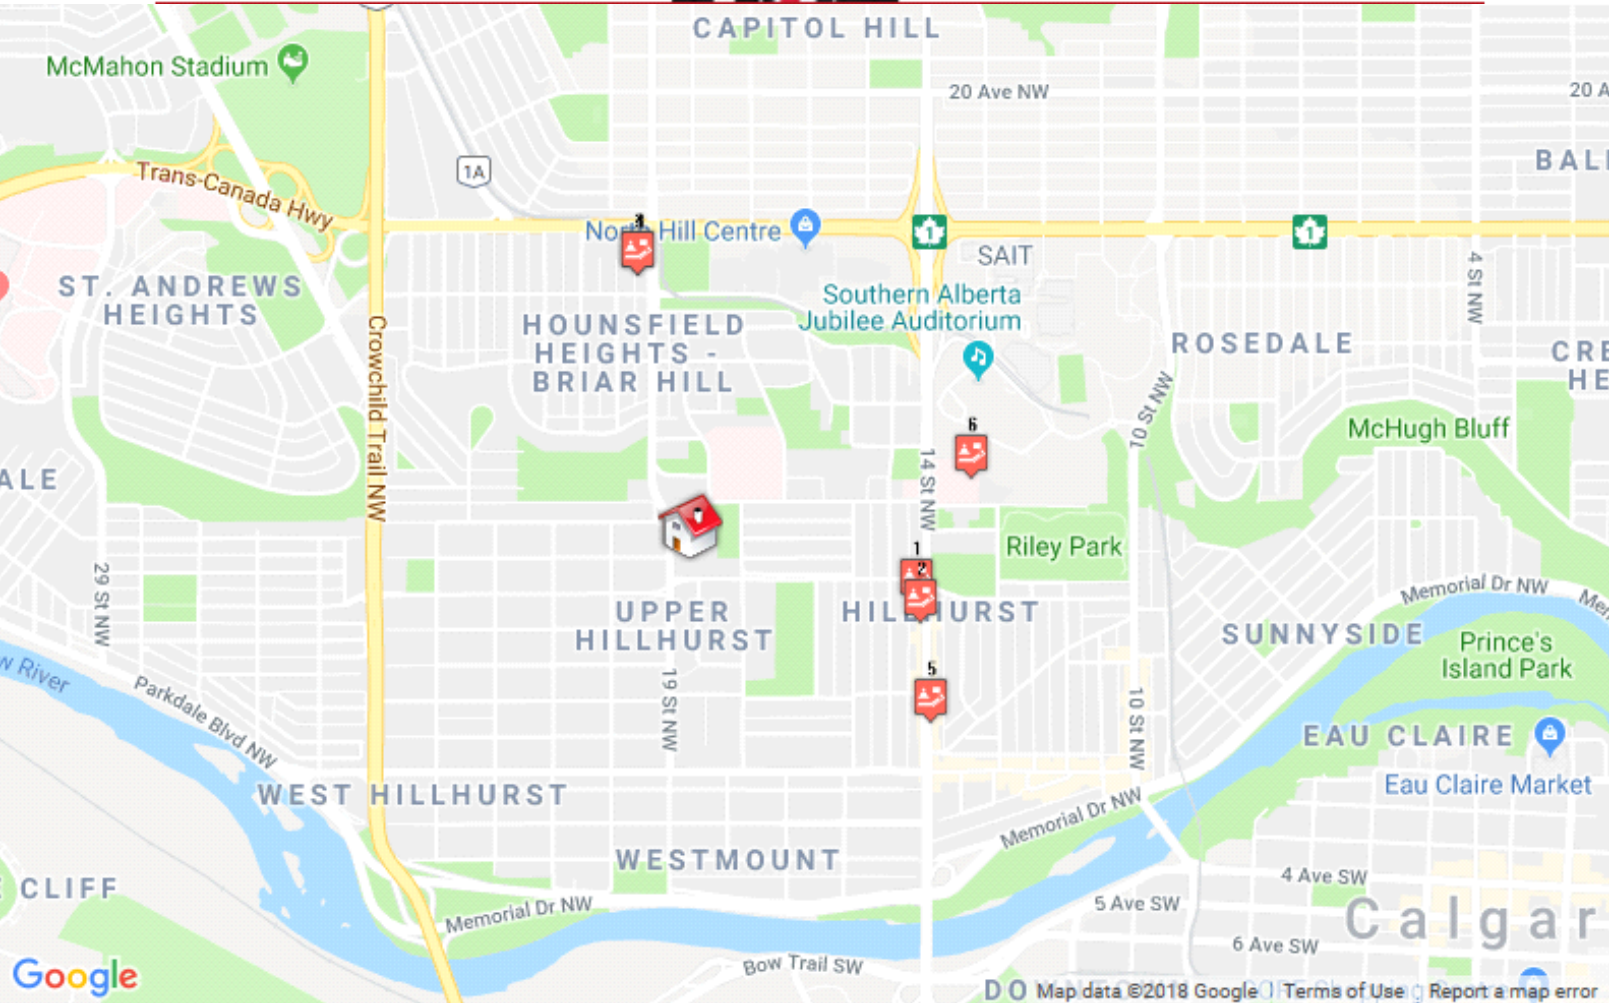 CAPITOL HILL
McMahon Stadium
20 Ave NW
20 A
BAL
1A
Trans-Canada Hwy
North Hill Centre
1
1
SAIT
4 St NW
ST. ANDREWS
HEIGHTS
Southern Alberta
Jubilee Auditorium
HOUNSFIELD
HEIGHTS -
BRIAR HILL
Crowchild Trail NW
ROSEDALE
CRE
HE
10 St NW
McHugh Bluff
6
ALE
14 St NW
Riley Park
1
2
29 St NW
Memorial Dr NW
UPPER
HILLHURST
HILLHURST
SUNNYSIDE
Prince's
Island Park
w River
Parkdale Blvd NW
19 St NW
5
10 St NW
EAU CLAIRE
Eau Claire Market
WEST HILLHURST
Memorial Dr NW
WESTMOUNT
CLIFF
4 Ave SW
Memorial Dr NW
5 Ave SW
Calgar
6 Ave SW
Bow Trail SW
Google
DO
Map data ©2018 Google
Terms of Use
Report a map error